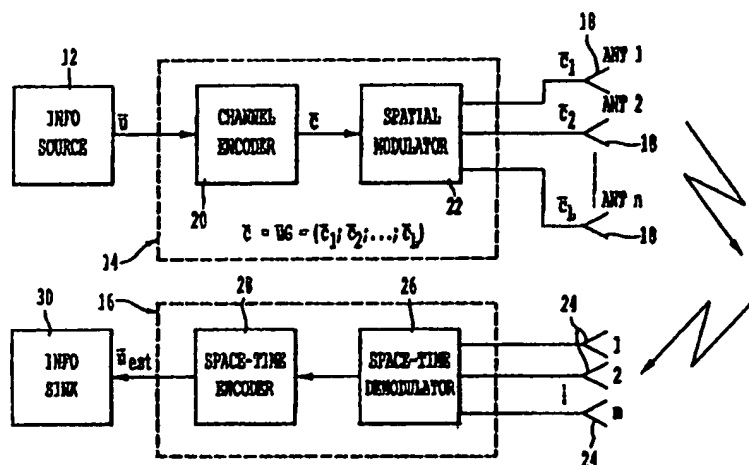 12
INFO SOURCE
ū
CHANNEL ENCODER
20
c̄
SPATIAL MODULATOR
22
c̄1
18
ANT 1
c̄2
ANT 2
18
c̄L
ANT n
18
14
c̄ = ūG = (c̄1; c̄2; ...; c̄L)
16
30
INFO SINK
ūest
28
SPACE-TIME ENCODER
26
SPACE-TIME DEMODULATOR
24
1
2
m
24